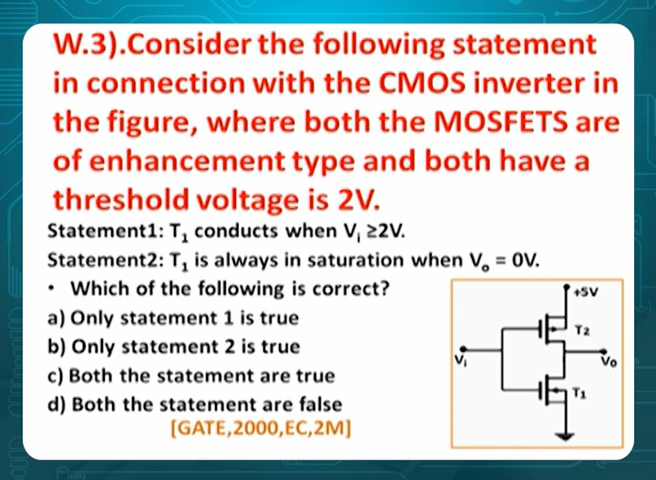 W.3).Consider the following statement
in connection with the CMOS inverter in
the figure, where both the MOSFETS are
of enhancement type and both have a
threshold voltage is 2V.
Statement1: T₁ conducts when Vᵢ ≥2V.
Statement2: T₁ is always in saturation when Vₒ = 0V.
• Which of the following is correct?
a) Only statement 1 is true
b) Only statement 2 is true
c) Both the statement are true
d) Both the statement are false
[GATE,2000,EC,2M]
+5V
T2
Vᵢ
Vo
T1